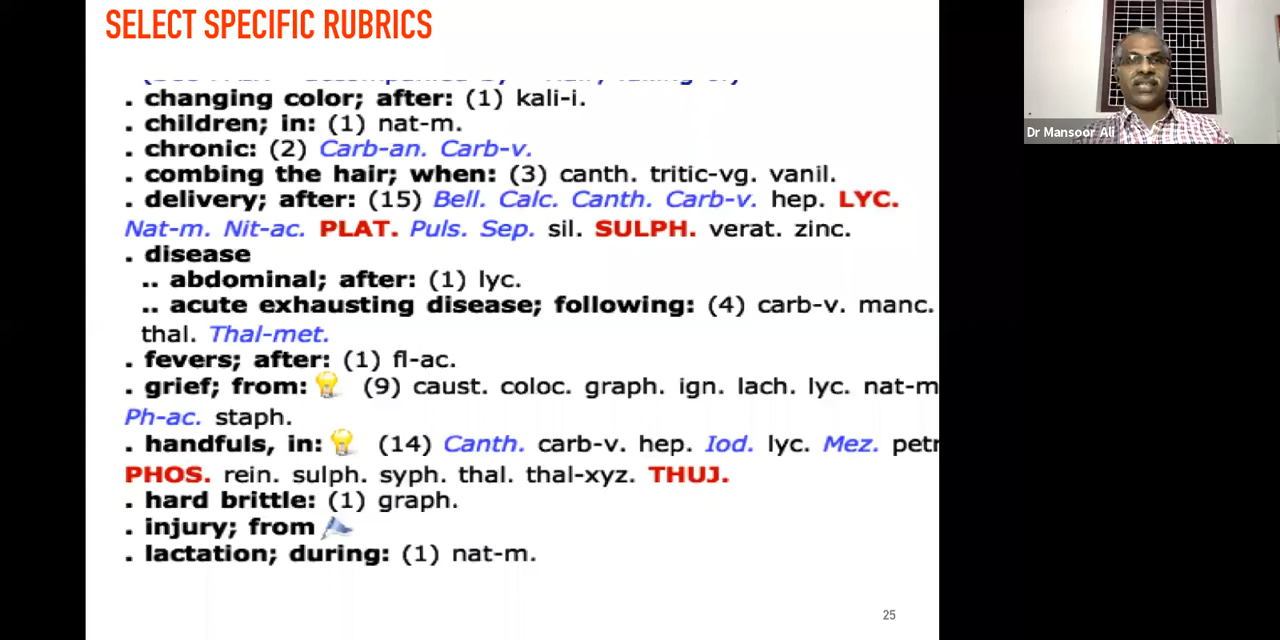 SELECT SPECIFIC RUBRICS
. changing color; after: (1) kali-i.
. children; in: (1) nat-m.
. chronic: (2) Carb-an. Carb-v.
. combing the hair; when: (3) canth. tritic-vg. vanil.
. delivery; after: (15) Bell. Calc. Canth. Carb-v. hep. LYC.
Nat-m. Nit-ac. PLAT. Puls. Sep. sil. SULPH. verat. zinc.
. disease
.. abdominal; after: (1) lyc.
.. acute exhausting disease; following: (4) carb-v. manc.
thal. Thal-met.
. fevers; after: (1) fl-ac.
. grief; from: (9) caust. coloc. graph. ign. lach. lyc. nat-m
Ph-ac. staph.
. handfuls, in: (14) Canth. carb-v. hep. Iod. lyc. Mez. petr
PHOS. rein. sulph. syph. thal. thal-xyz. THUJ.
. hard brittle: (1) graph.
. injury; from
. lactation; during: (1) nat-m.
25
Dr Mansoor Ali